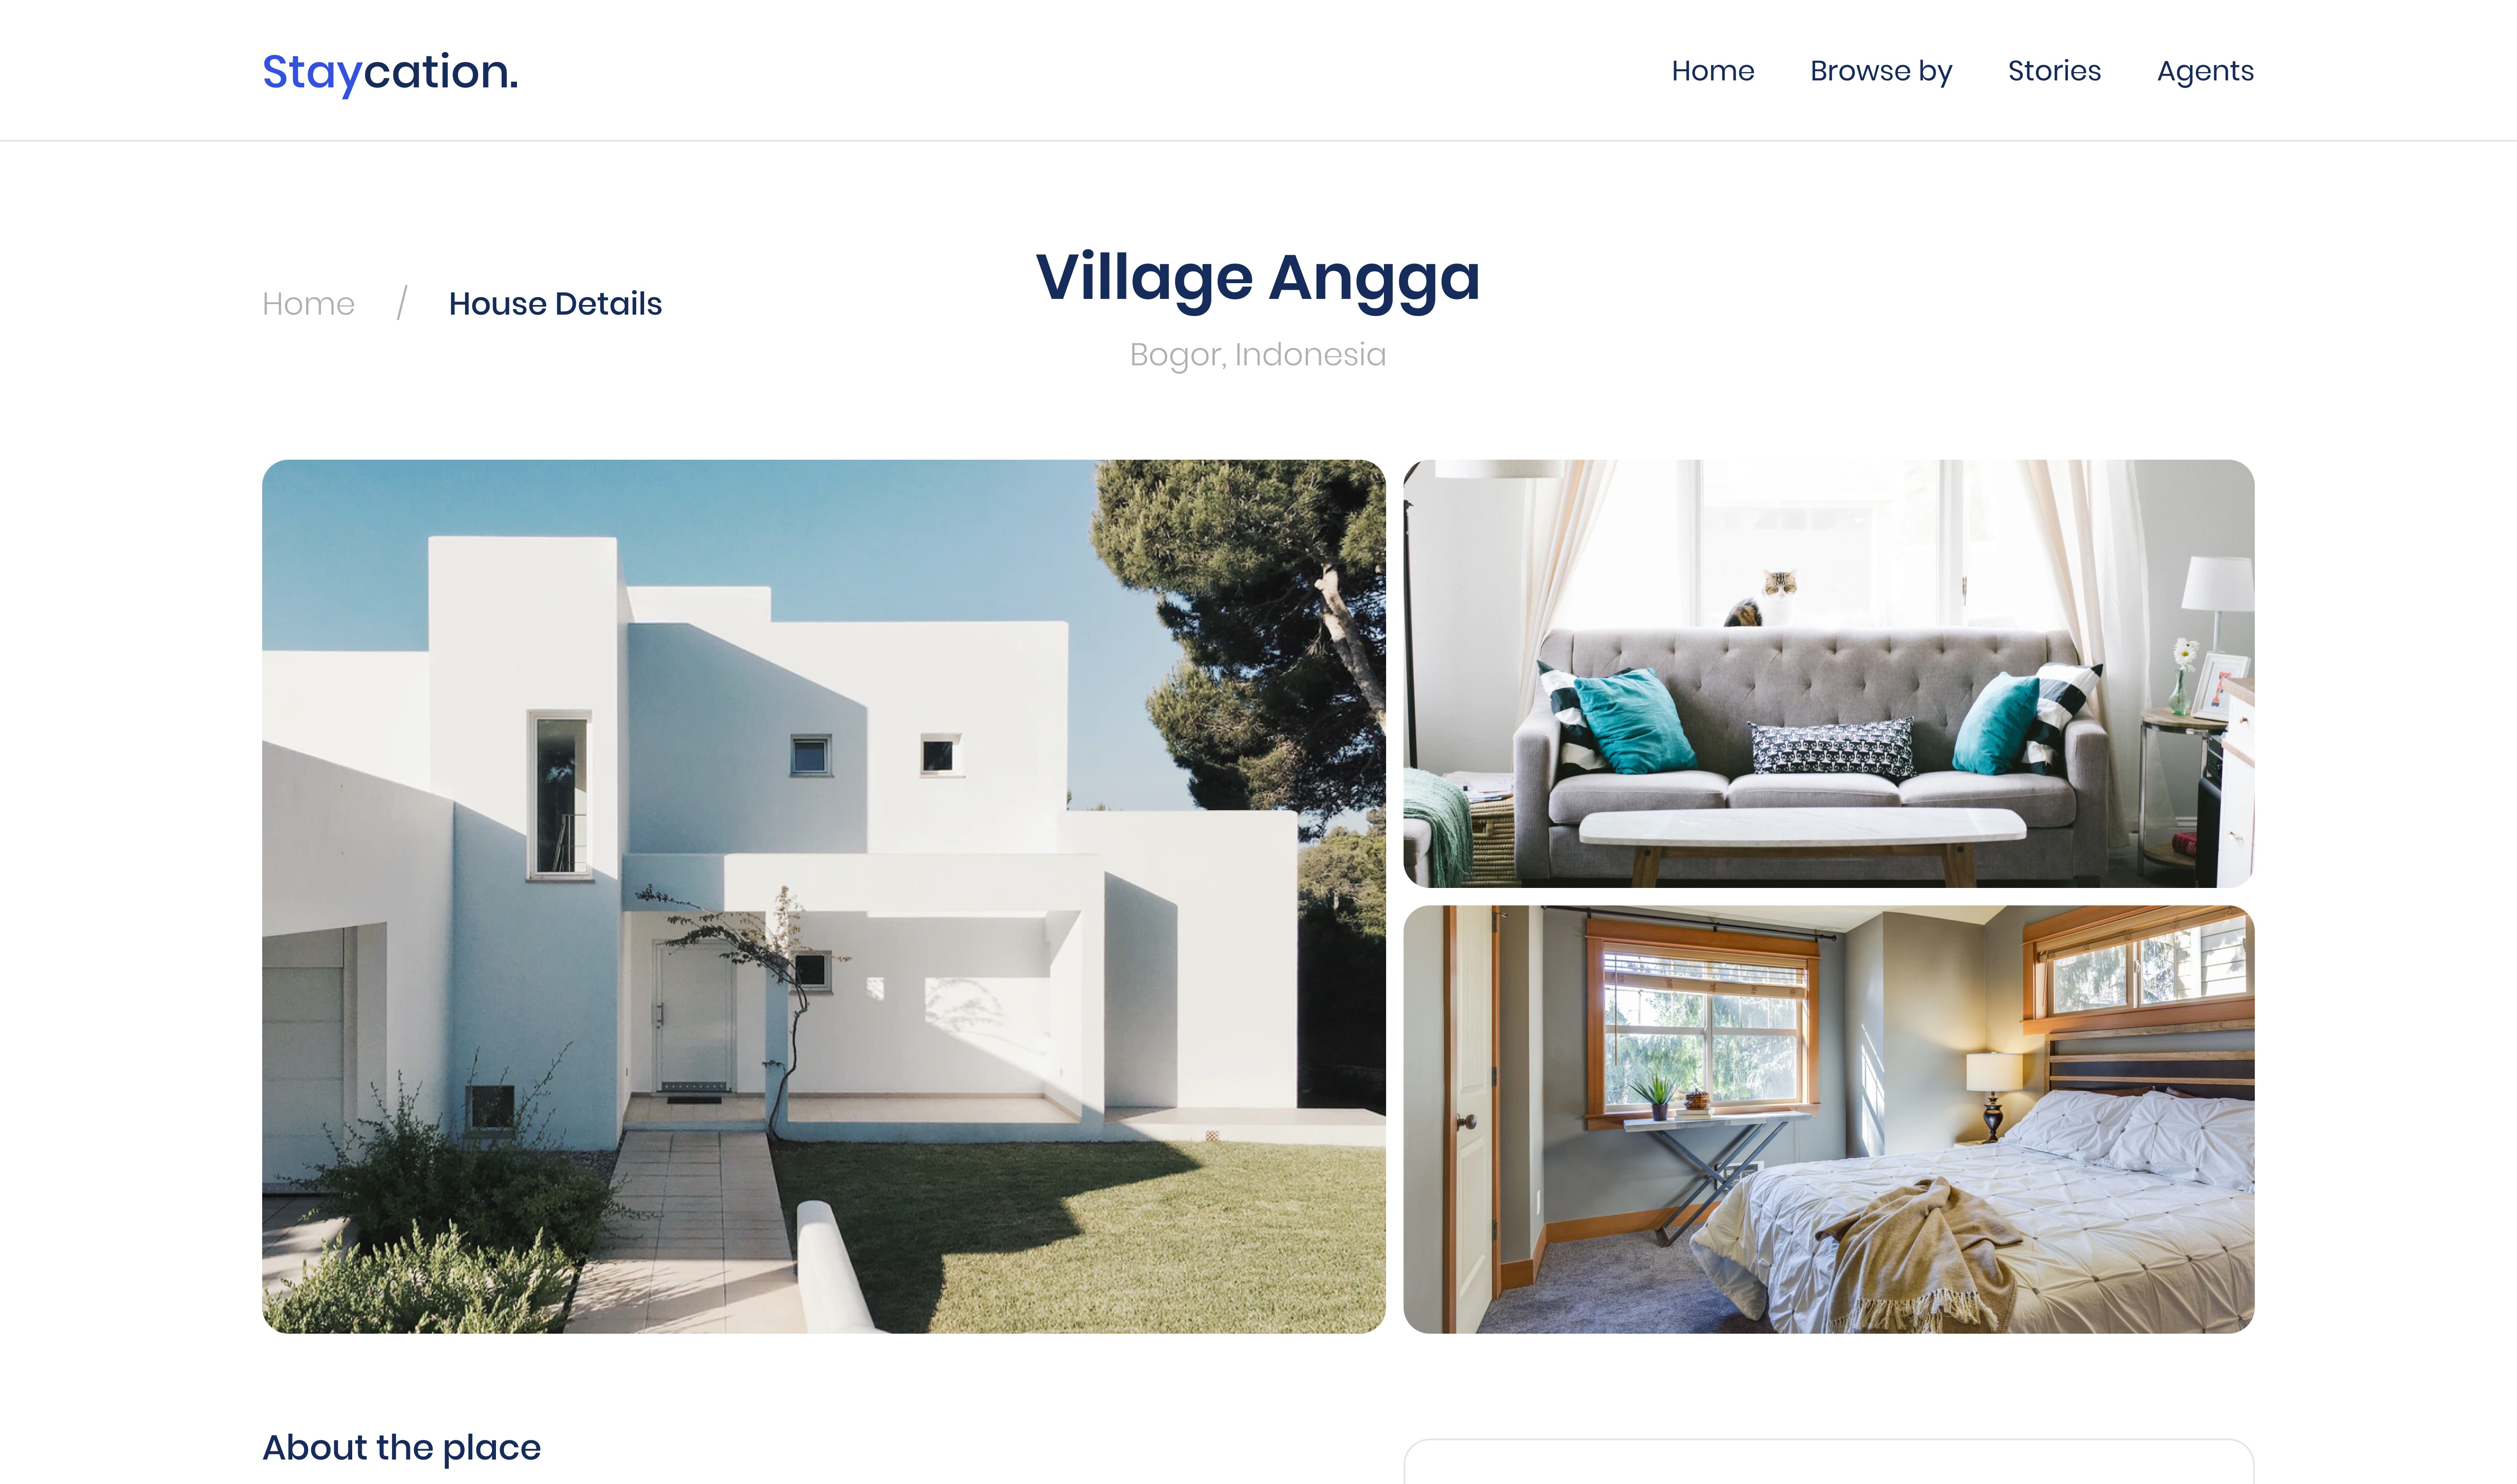 Staycation.
Home Browse by Stories Agents
Home / House Details
Village Angga
Bogor, Indonesia
About the place